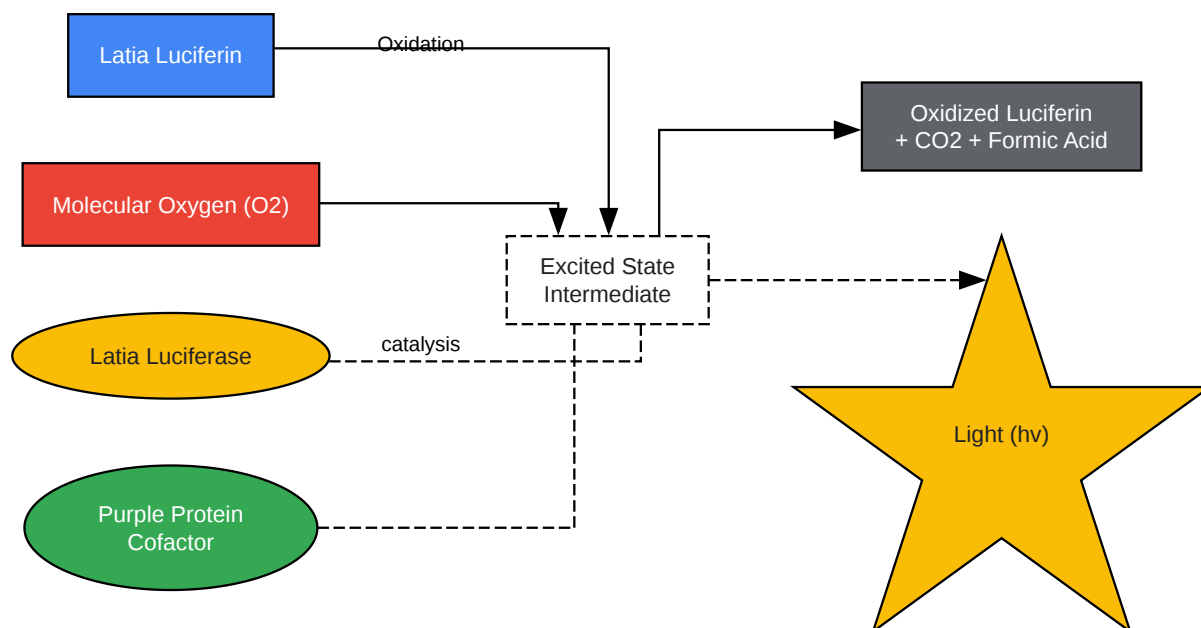 Latia Luciferin
Oxidation
Oxidized Luciferin
+ CO2 + Formic Acid
Molecular Oxygen (O2)
Excited State
Intermediate
Latia Luciferase
catalysis
Light (hv)
Purple Protein
Cofactor